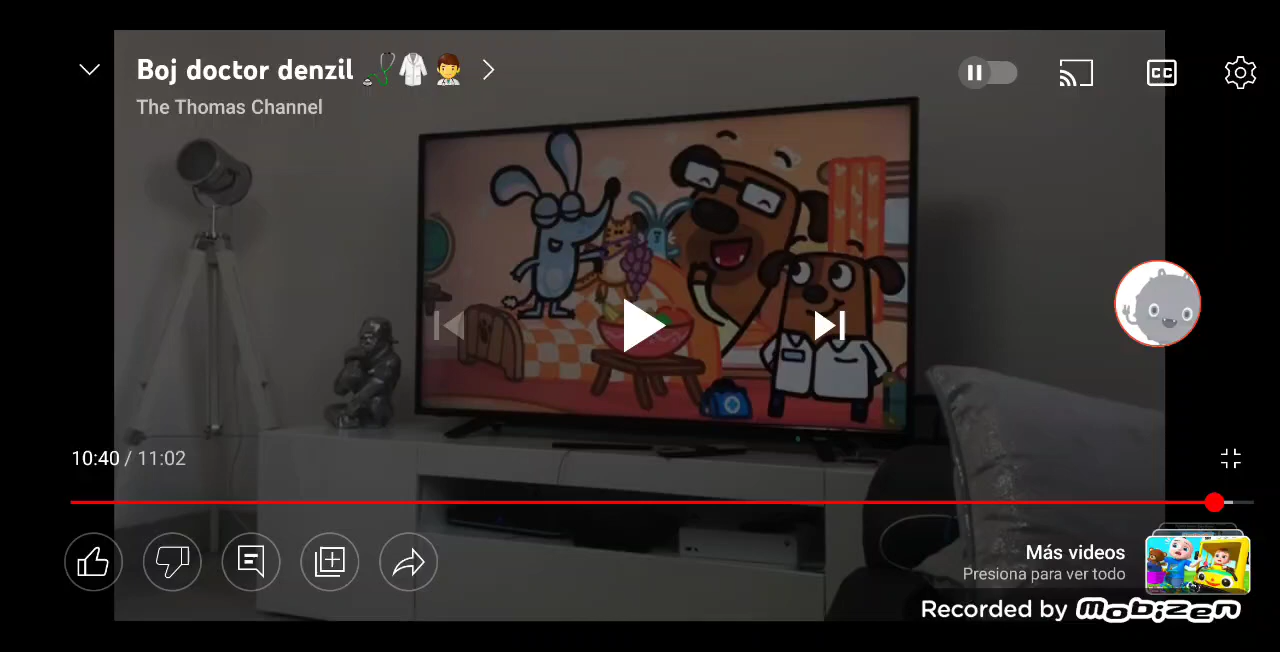 Boj doctor denzil 🩺🥼👨‍⚕️
The Thomas Channel
CC
10:40 / 11:02
Más videos
Presiona para ver todo
Recorded by Mobizen